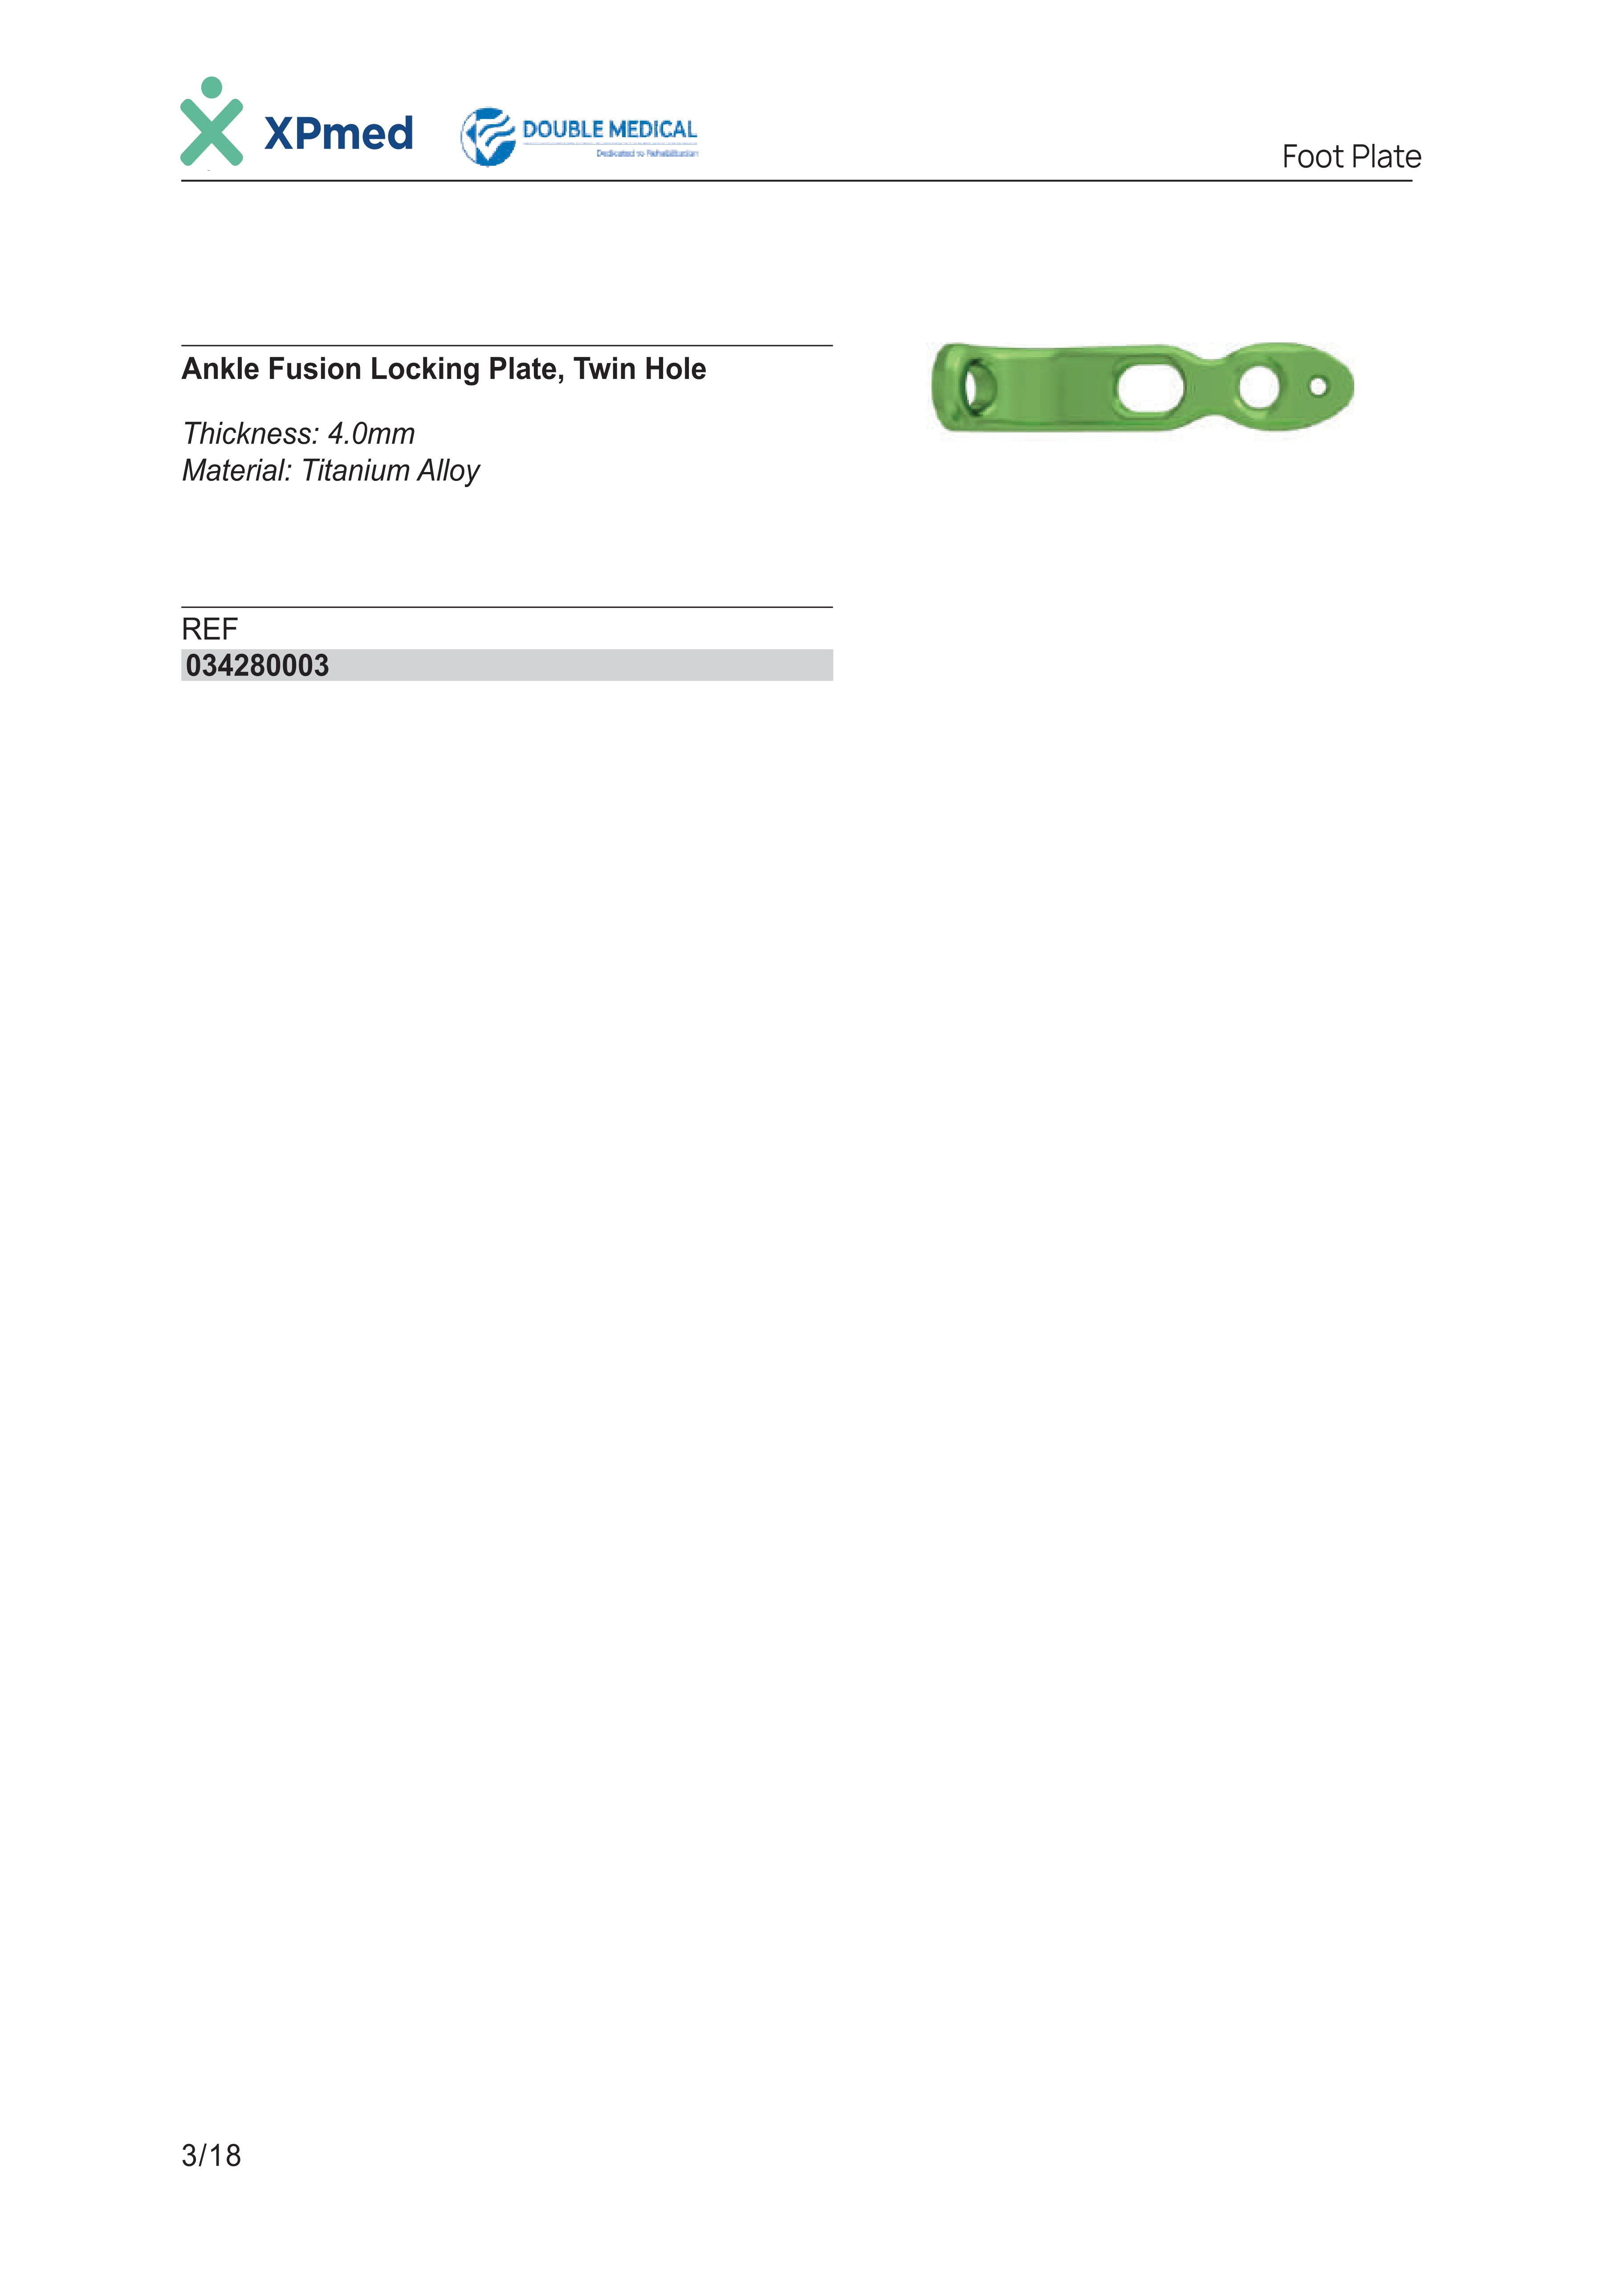 XPmed
DOUBLE MEDICAL
Dedicated to Rehabilitation
Foot Plate
Ankle Fusion Locking Plate, Twin Hole
Thickness: 4.0mm
Material: Titanium Alloy
REF
034280003
3/18